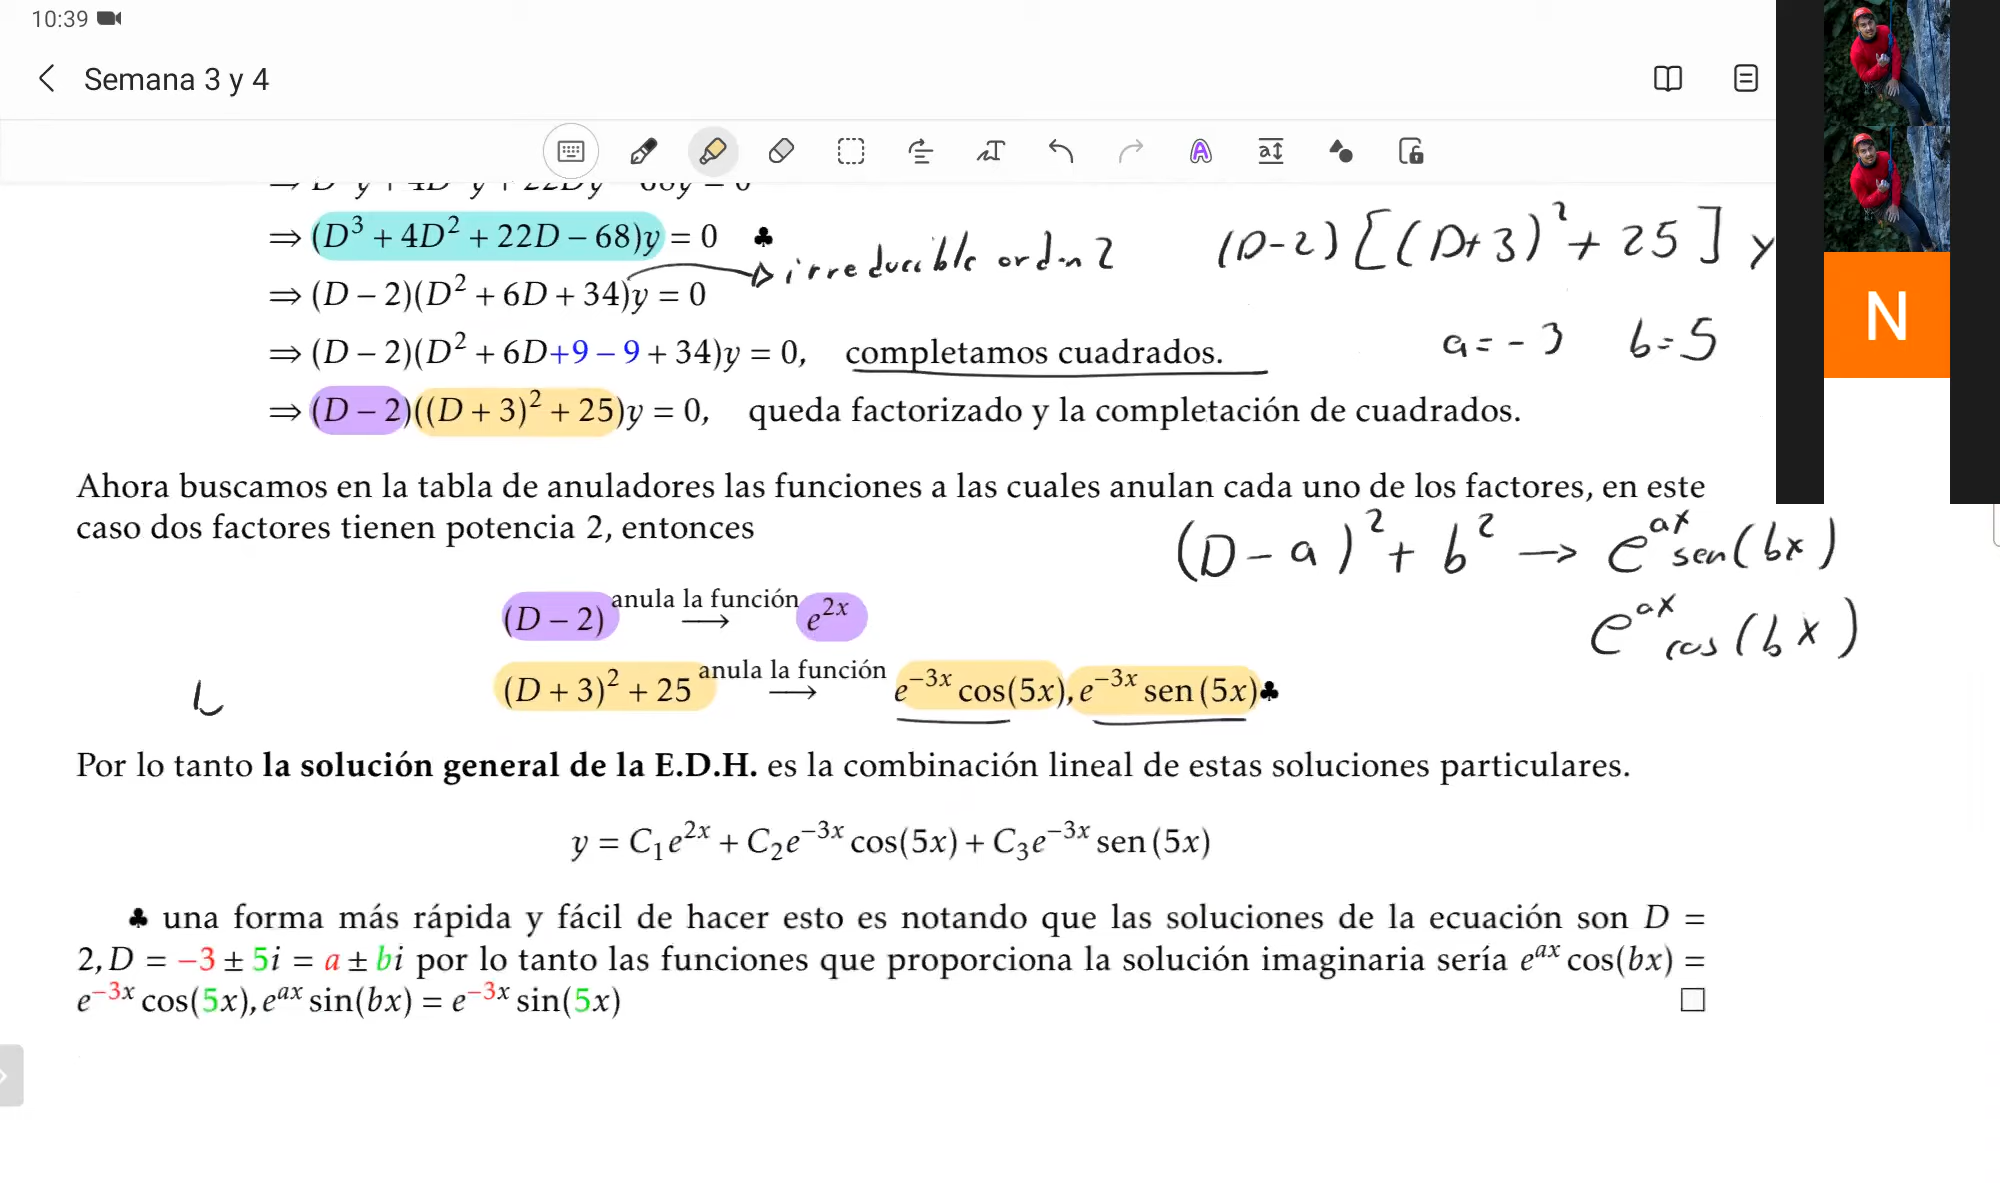 10:39
Semana 3 y 4
⇒ (D³ + 4D² + 22D − 68)y = 0 ♣
irreducible orden 2
(D-2)[(D+3)² + 25] y
⇒ (D − 2)(D² + 6D + 34)y = 0
⇒ (D − 2)(D² + 6D+9 − 9 + 34)y = 0, completamos cuadrados.
a = -3 b=5
⇒ (D − 2)((D + 3)² + 25)y = 0, queda factorizado y la completación de cuadrados.
N
Ahora buscamos en la tabla de anuladores las funciones a las cuales anulan cada uno de los factores, en este
caso dos factores tienen potencia 2, entonces
(D-a)² + b² → e^{ax} sen(bx)
e^{ax} cos(bx)
(D − 2) anula la función ⟶ e^{2x}
(D + 3)² + 25 anula la función ⟶ e^{−3x} cos(5x), e^{−3x} sen (5x)♣
Por lo tanto la solución general de la E.D.H. es la combinación lineal de estas soluciones particulares.
y = C₁e^{2x} + C₂e^{−3x} cos(5x) + C₃e^{−3x} sen (5x)
♣ una forma más rápida y fácil de hacer esto es notando que las soluciones de la ecuación son D =
2, D = −3 ± 5i = a ± bi por lo tanto las funciones que proporciona la solución imaginaria sería e^{ax} cos(bx) =
e^{−3x} cos(5x), e^{ax} sin(bx) = e^{−3x} sin(5x) □